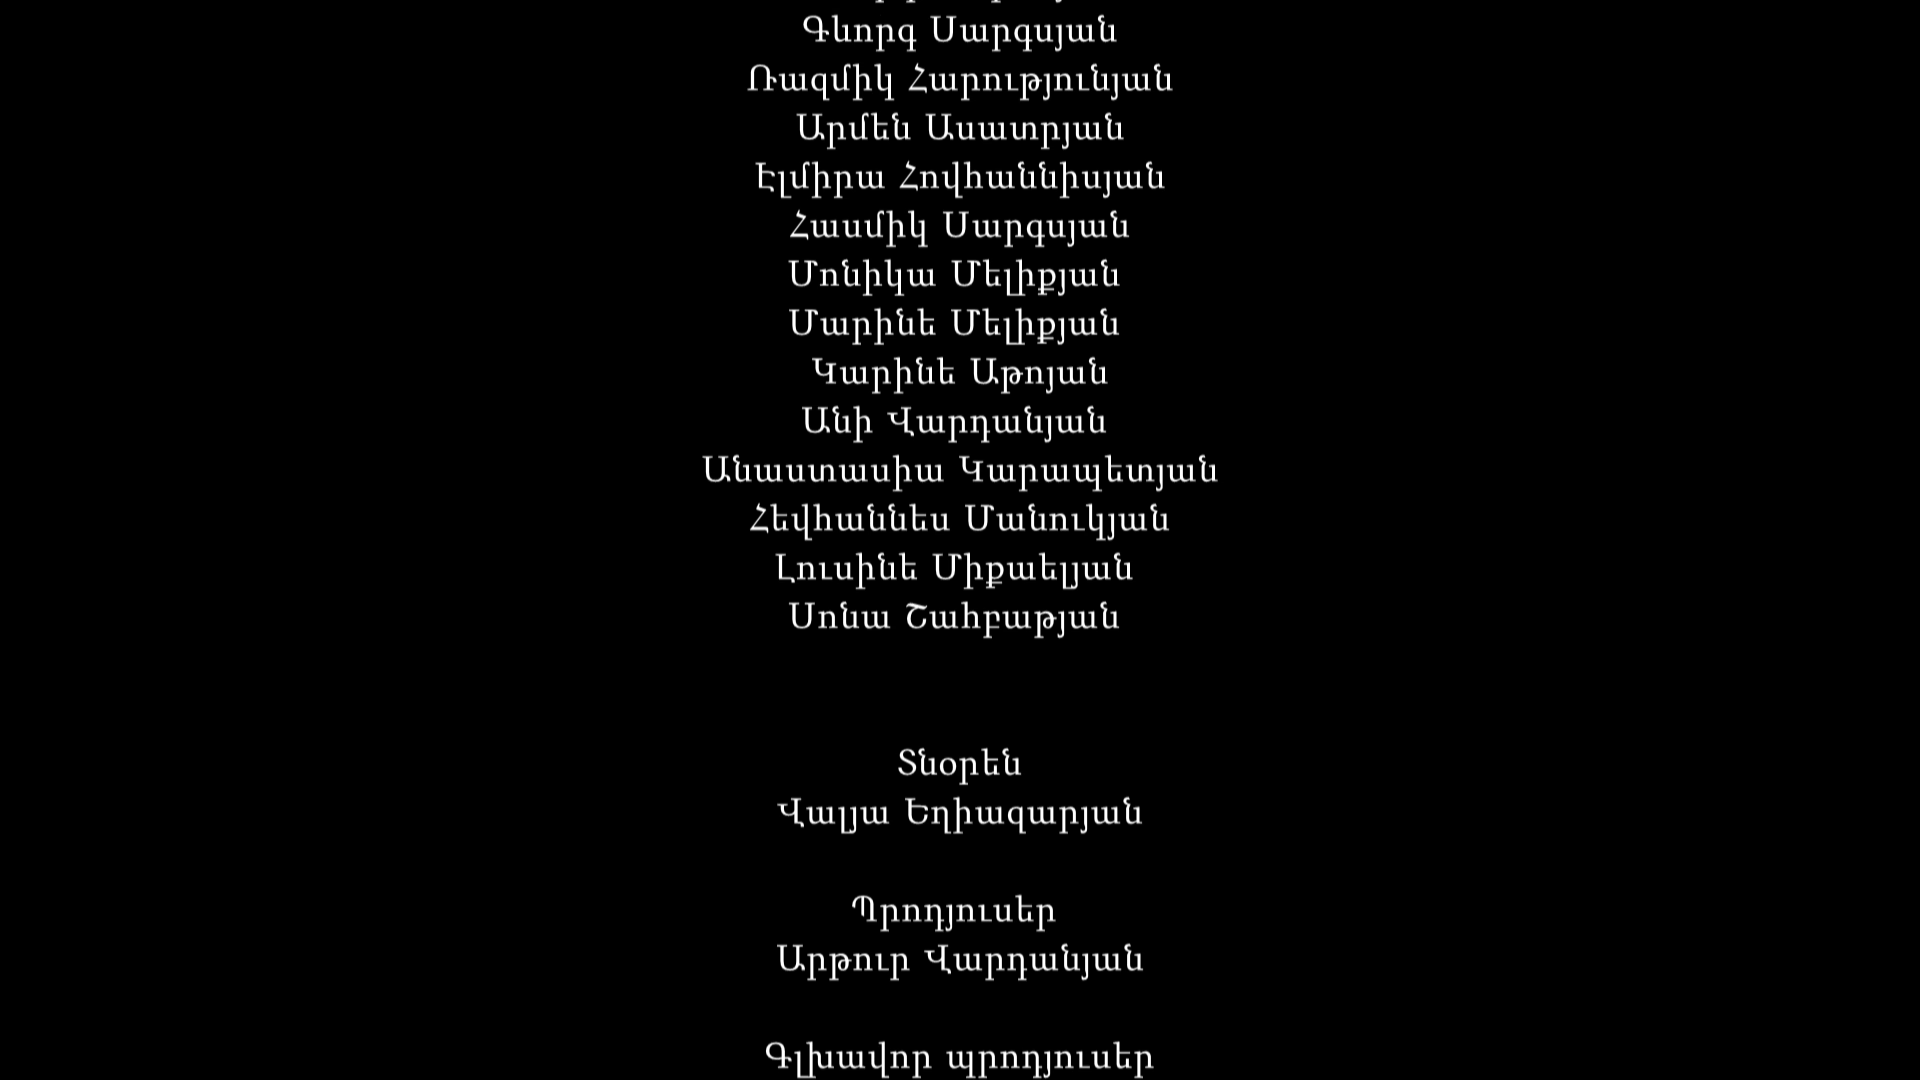 Գևորգ Սարգսյան
Ռազմիկ Հարությունյան
Արմեն Ասատրյան
Էլմիրա Հովհաննիսյան
Հասմիկ Սարգսյան
Մոնիկա Մելիքյան
Մարինե Մելիքյան
Կարինե Աթոյան
Անի Վարդանյան
Անաստասիա Կարապետյան
Հեվհաննես Մանուկյան
Լուսինե Միքաելյան
Սոնա Շահբաթյան
Տնօրեն
Վալյա Եղիազարյան
Պրոդյուսեր
Արթուր Վարդանյան
Գլխավոր պրոդյուսեր